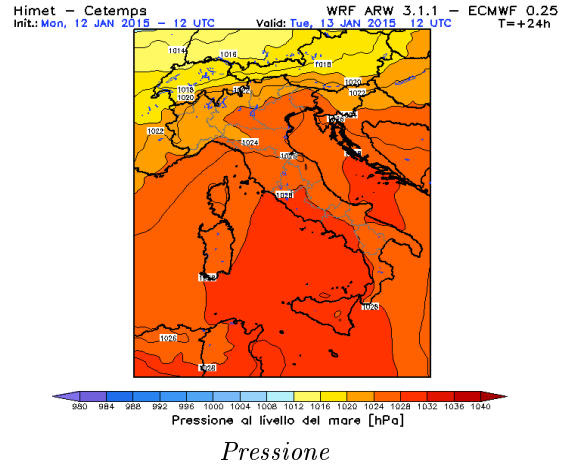 Himet – Cetemps WRF ARW 3.1.1 – ECMWF 0.25
Init.: Mon, 12 JAN 2015 – 12 UTC Valid: Tue, 13 JAN 2015 12 UTC T=+24h
1014
1016
1018
1018
1020
1020
1022
1022
1024
1028
1026
1026
1028
980 984 988 992 996 1000 1004 1008 1012 1016 1020 1024 1028 1032 1036 1040
Pressione al livello del mare [hPa]
Pressione